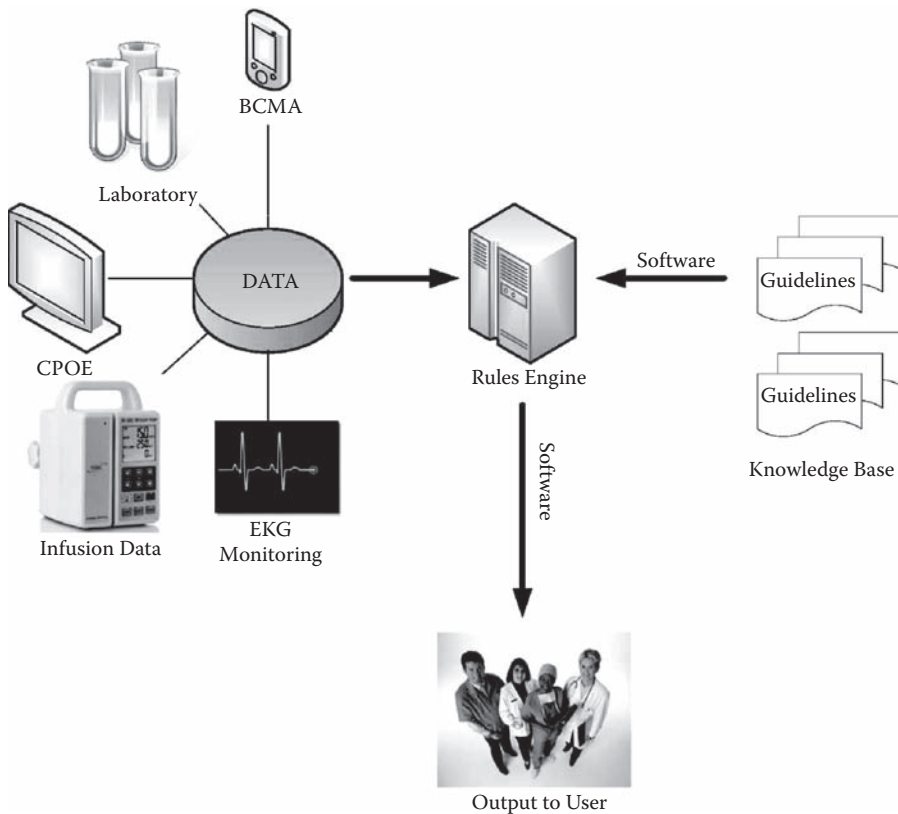 BCMA
Laboratory
DATA
Software
Guidelines
CPOE
Rules Engine
Guidelines
Software
Knowledge Base
Infusion Data
EKG
Monitoring
Output to User